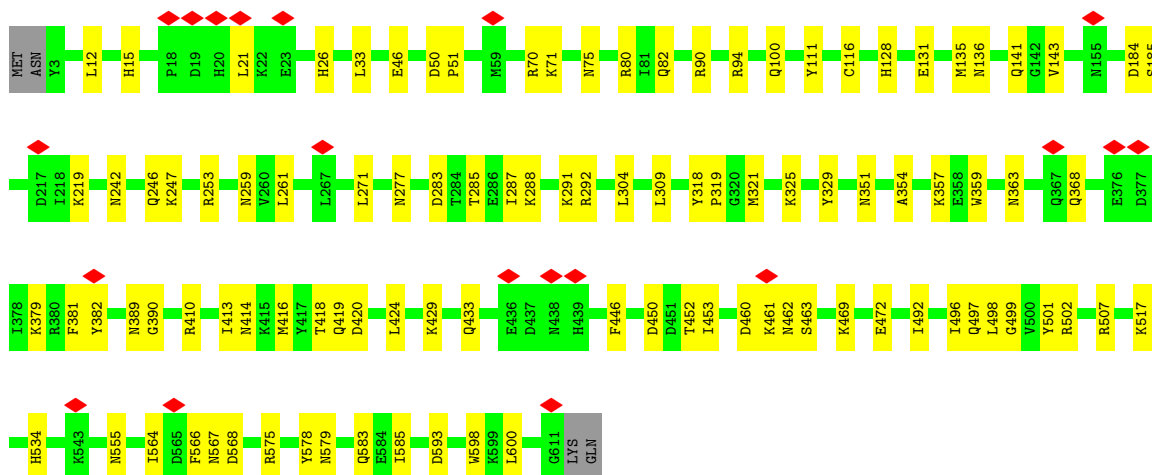 MET ASN Y3 L12 H15 P18 D19 H20 L21 K22 E23 H26 L33 E46 D50 P51 M59 R70 K71 N75 R80 I81 Q82 R90 R94 Q100 Y111 C116 H128 E131 M135 N136 Q141 G142 V143 N155 D184 S185
D217 I218 K219 N242 Q246 K247 R253 N259 V260 L261 L267 L271 N277 D283 T284 T285 E286 I287 K288 K291 R292 L304 L309 Y318 P319 G320 M321 K325 Y329 N351 A354 K357 E358 W359 N363 Q367 Q368 E376 D377
I378 K379 R380 F381 Y382 N389 G390 R410 I413 N414 K415 M416 Y417 T418 Q419 D420 L424 K429 Q433 E436 D437 N438 H439 F446 D450 D451 T452 I453 D460 K461 N462 S463 K469 E472 I492 I496 Q497 L498 G499 V500 Y501 R502 R507 K517
H534 K543 N555 I564 D565 F566 N567 D568 R575 Y578 N579 Q583 E584 I585 D593 W598 K599 L600 G611 LYS GLN